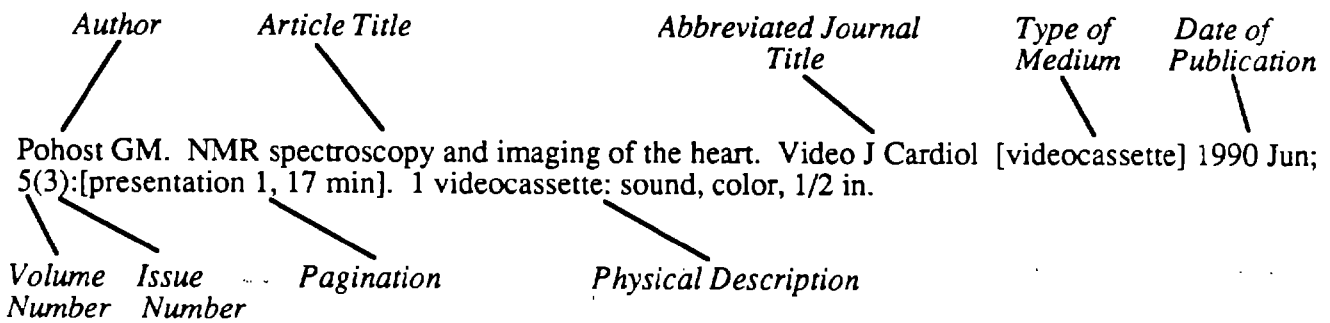 Author Article Title Abbreviated Journal Type of Date of
Title Medium Publication
Pohost GM. NMR spectroscopy and imaging of the heart. Video J Cardiol [videocassette] 1990 Jun;
5(3):[presentation 1, 17 min]. 1 videocassette: sound, color, 1/2 in.
Volume Issue Pagination Physical Description
Number Number